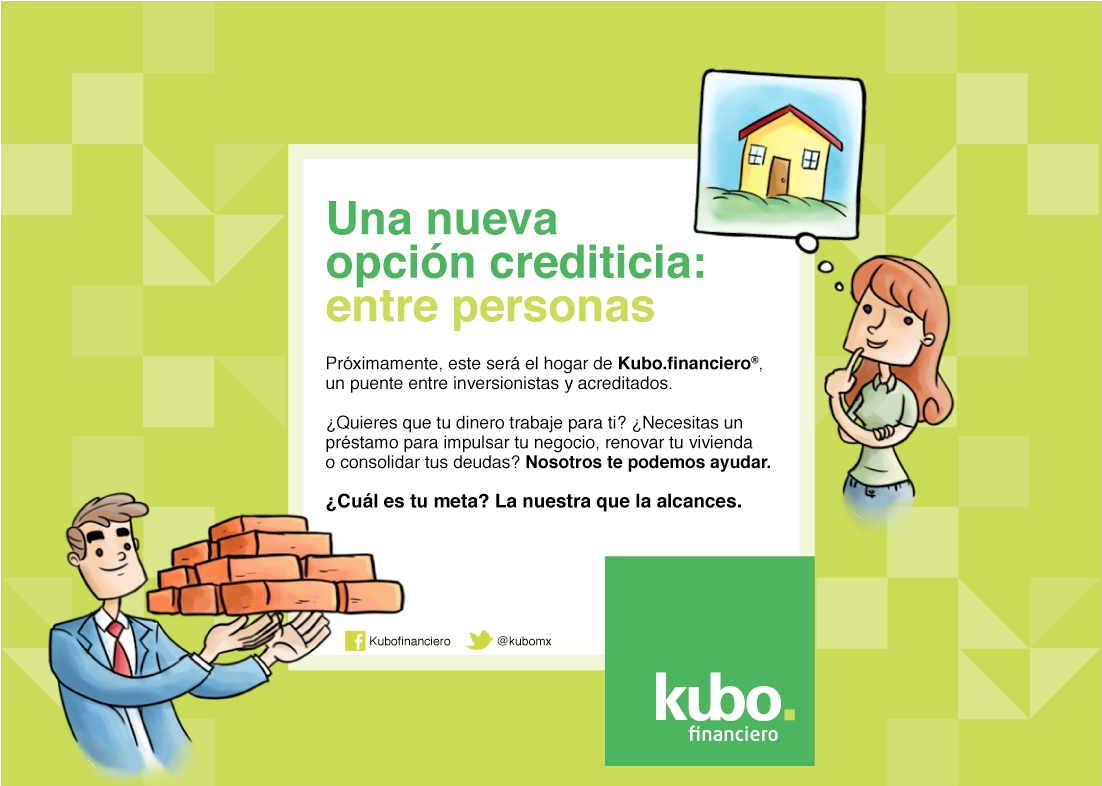 Una nueva
opción crediticia:
entre personas
Próximamente, este será el hogar de Kubo.financiero®,
un puente entre inversionistas y acreditados.
¿Quieres que tu dinero trabaje para ti? ¿Necesitas un
préstamo para impulsar tu negocio, renovar tu vivienda
o consolidar tus deudas? Nosotros te podemos ayudar.
¿Cuál es tu meta? La nuestra que la alcances.
Kubofinanciero @kubomx
kubo.
financiero